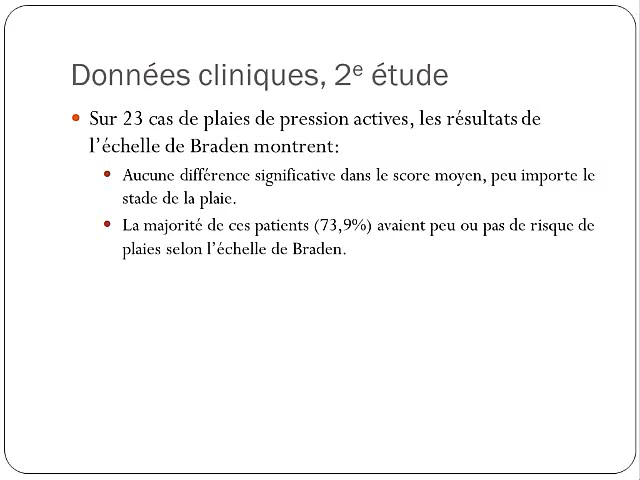 Données cliniques, 2e étude
Sur 23 cas de plaies de pression actives, les résultats de
l’échelle de Braden montrent:
Aucune différence significative dans le score moyen, peu importe le
stade de la plaie.
La majorité de ces patients (73,9%) avaient peu ou pas de risque de
plaies selon l’échelle de Braden.